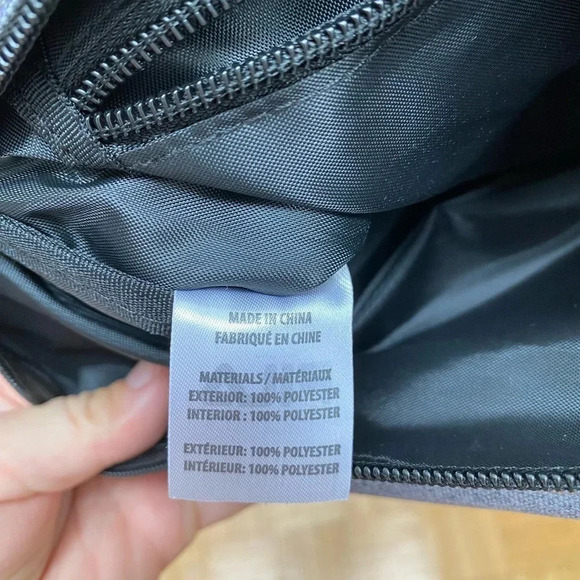 MADE IN CHINA
FABRIQUÉ EN CHINE
MATERIALS / MATÉRIAUX
EXTERIOR: 100% POLYESTER
INTERIOR : 100% POLYESTER
EXTÉRIEUR: 100% POLYESTER
INTÉRIEUR: 100% POLYESTER